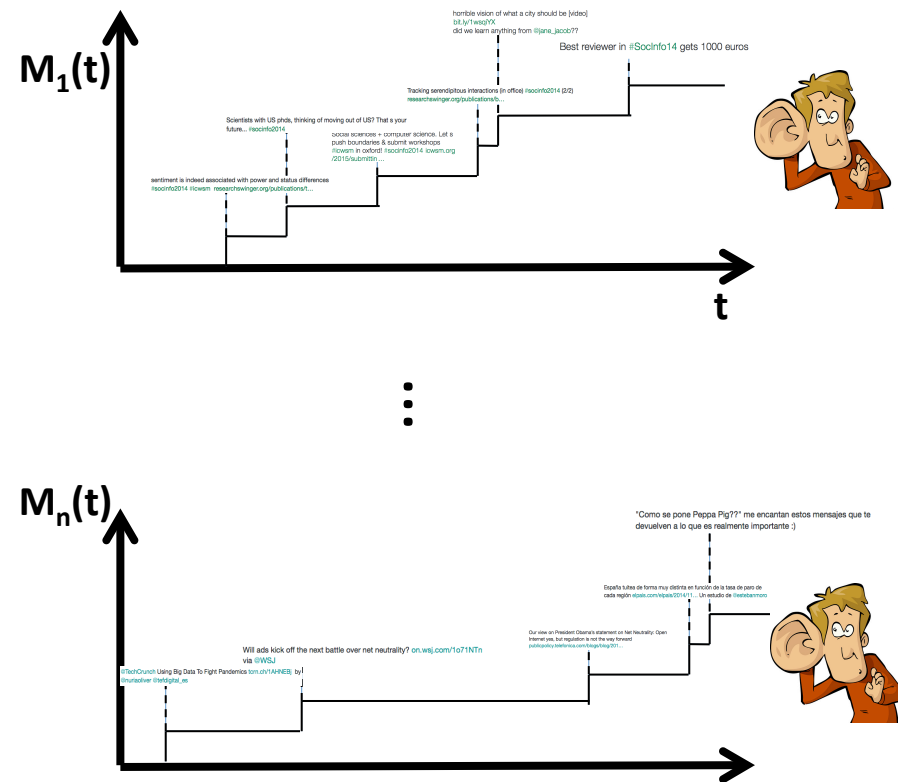 horrible vision of what a city should be [video]
bit.ly/1wsqjYX
did we learn anything from @jane_jacob??
Best reviewer in #SocInfo14 gets 1000 euros
M1(t)
Tracking serendipitous interactions (in office) #socinfo2014 (2/2)
researchswinger.org/publications/b…
Scientists with US phds, thinking of moving out of US? That s your
future... #socinfo2014
Social sciences + computer science. Let s
push boundaries & submit workshops
#icwsm in oxford! #socinfo2014 icwsm.org
/2015/submittin…
sentiment is indeed associated with power and status differences
#socinfo2014 #icwsm researchswinger.org/publications/t…
t
Mn(t)
"Como se pone Peppa Pig??" me encantan estos mensajes que te
devuelven a lo que es realmente importante :)
España tuitea de forma muy distinta en función de la tasa de paro de
cada región elpais.com/elpais/2014/11… Un estudio de @estebanmoro
Our view on President Obama's statement on Net Neutrality: Open
Internet yes, but regulation is not the way forward
publicpolicy.telefonica.com/blogs/blog/201…
Will ads kick off the next battle over net neutrality? on.wsj.com/1o71NTn
via @WSJ
@TechCrunch Using Big Data To Fight Pandemics tcrn.ch/1AHNEBj by
@nuriaoliver @tefdigital_es